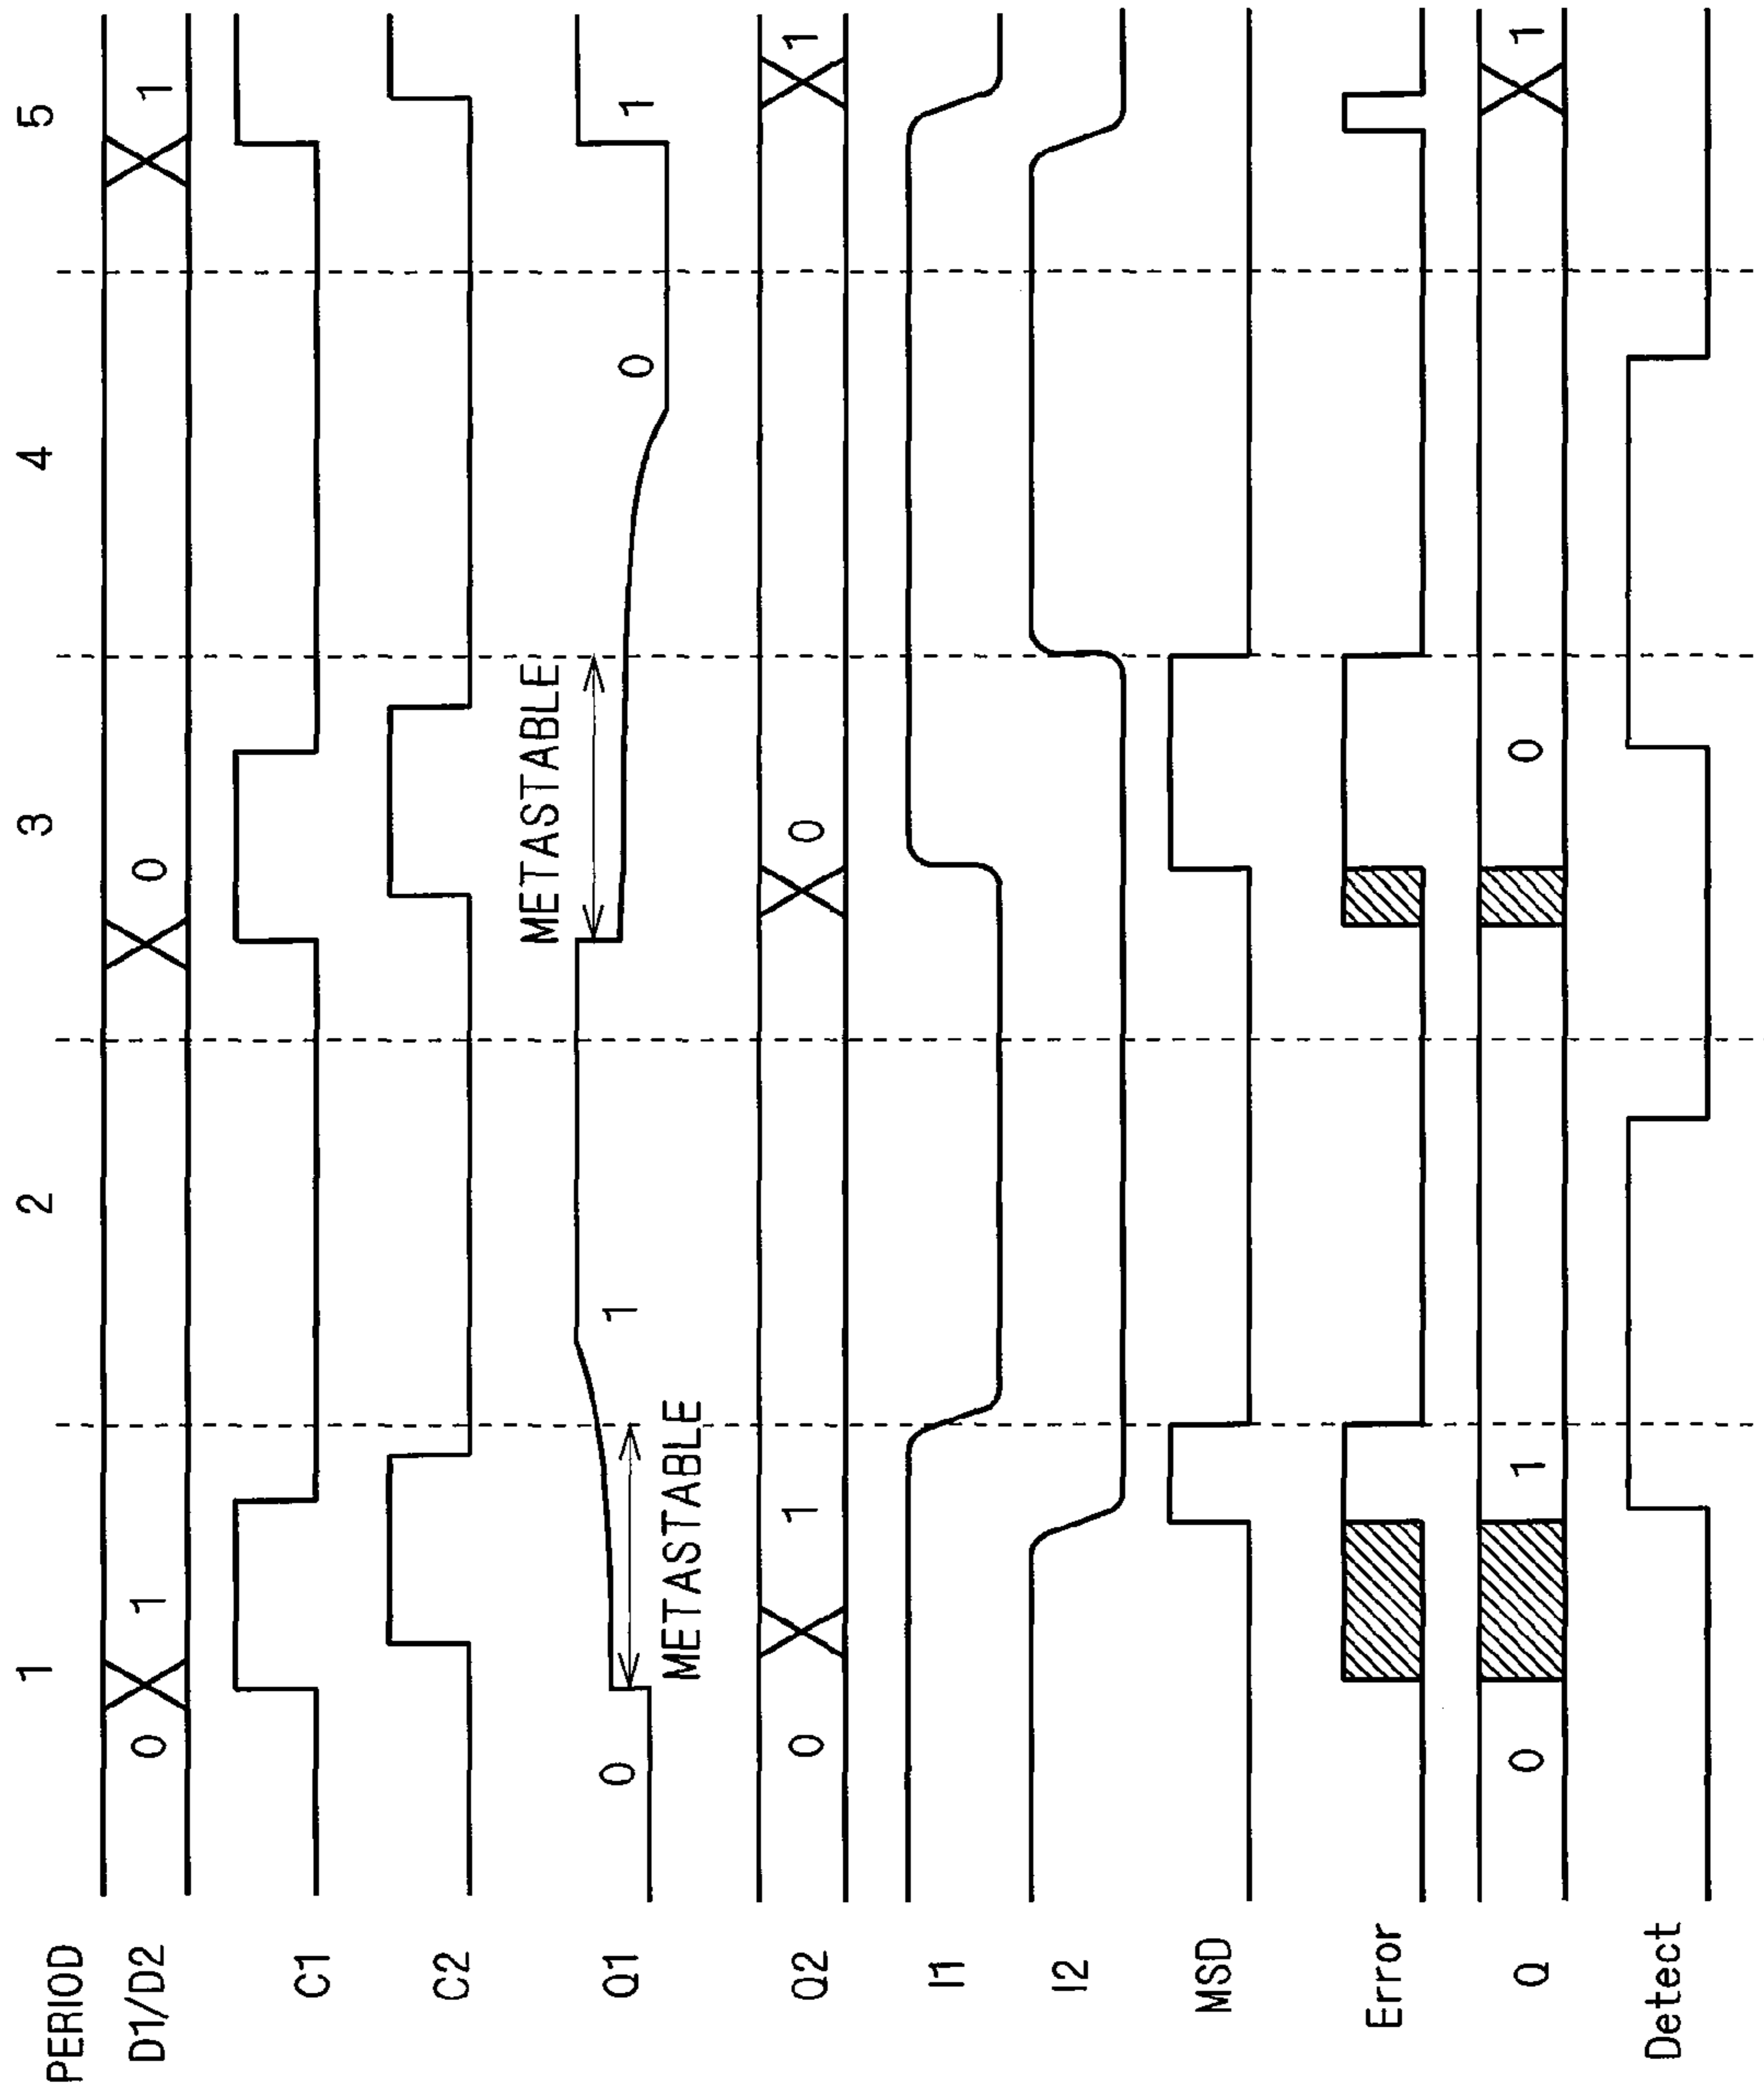 PERIOD 1 2 3 4 5
D1/D2 0 1 0 1
C1
C2
METASTABLE
Q1 0 1 0 1
METASTABLE
Q2 0 1 0 1
I1
I2
MSD
Error
Q 0 1 0 1
Detect